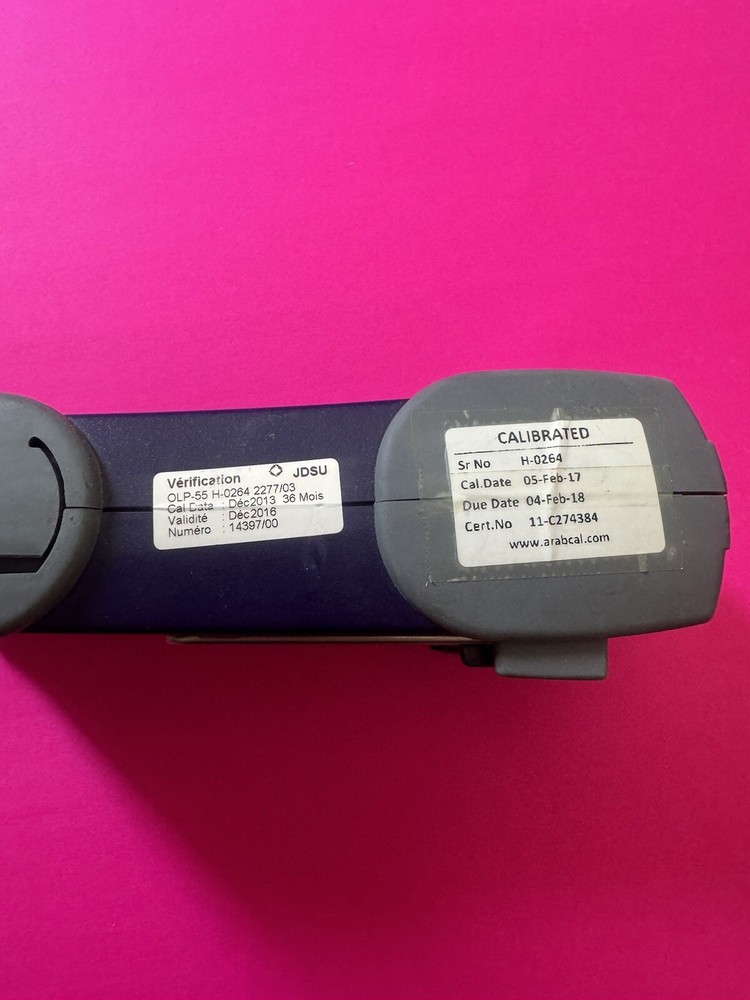 Vérification JDSU
OLP-55 H-0264 2277/03
Cal Data : Déc2013 36 Mois
Validité : Déc2016
Numéro : 14397/00
CALIBRATED
Sr No H-0264
Cal.Date 05-Feb-17
Due Date 04-Feb-18
Cert.No 11-C274384
www.arabcal.com